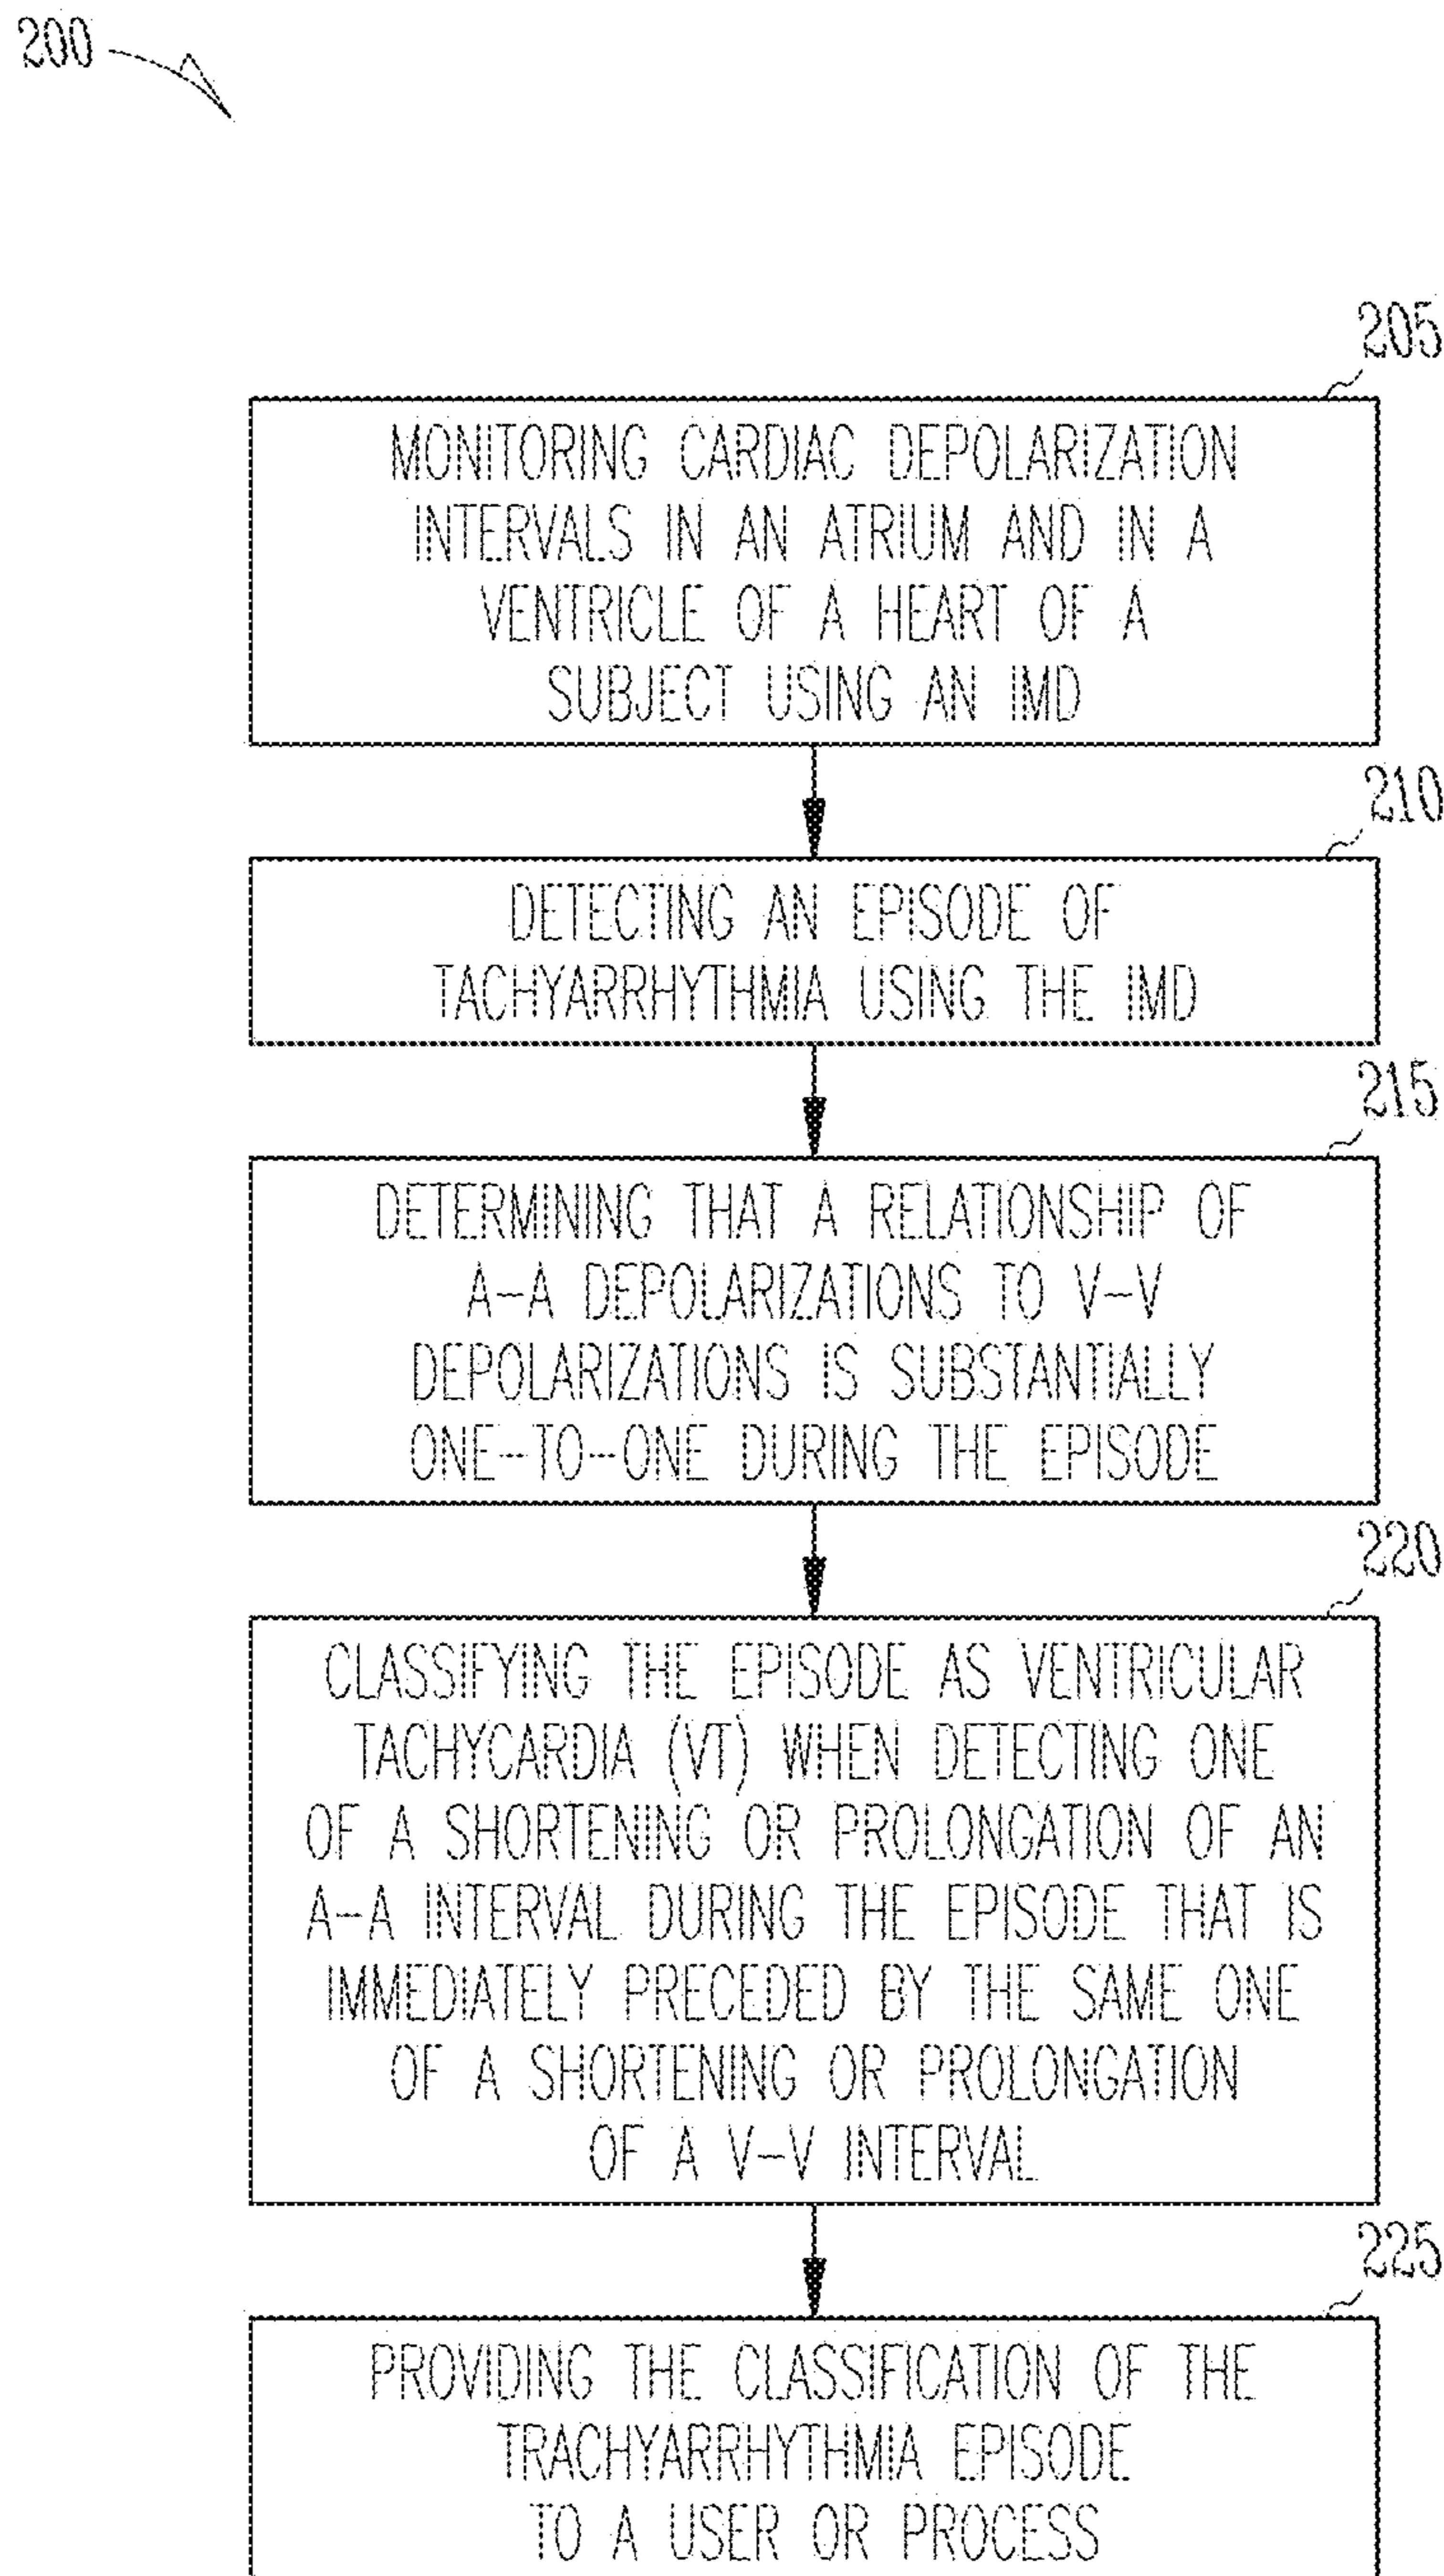 200
205
MONITORING CARDIAC DEPOLARIZATION
INTERVALS IN AN ATRIUM AND IN A
VENTRICLE OF A HEART OF A
SUBJECT USING AN IMD
210
DETECTING AN EPISODE OF
TACHYARRHYTHMIA USING THE IMD
215
DETERMINING THAT A RELATIONSHIP OF
A-A DEPOLARIZATIONS TO V-V
DEPOLARIZATIONS IS SUBSTANTIALLY
ONE-TO-ONE DURING THE EPISODE
220
CLASSIFYING THE EPISODE AS VENTRICULAR
TACHYCARDIA (VT) WHEN DETECTING ONE
OF A SHORTENING OR PROLONGATION OF AN
A-A INTERVAL DURING THE EPISODE THAT IS
IMMEDIATELY PRECEDED BY THE SAME ONE
OF A SHORTENING OR PROLONGATION
OF A V-V INTERVAL
225
PROVIDING THE CLASSIFICATION OF THE
TRACHYARRHYTHMIA EPISODE
TO A USER OR PROCESS